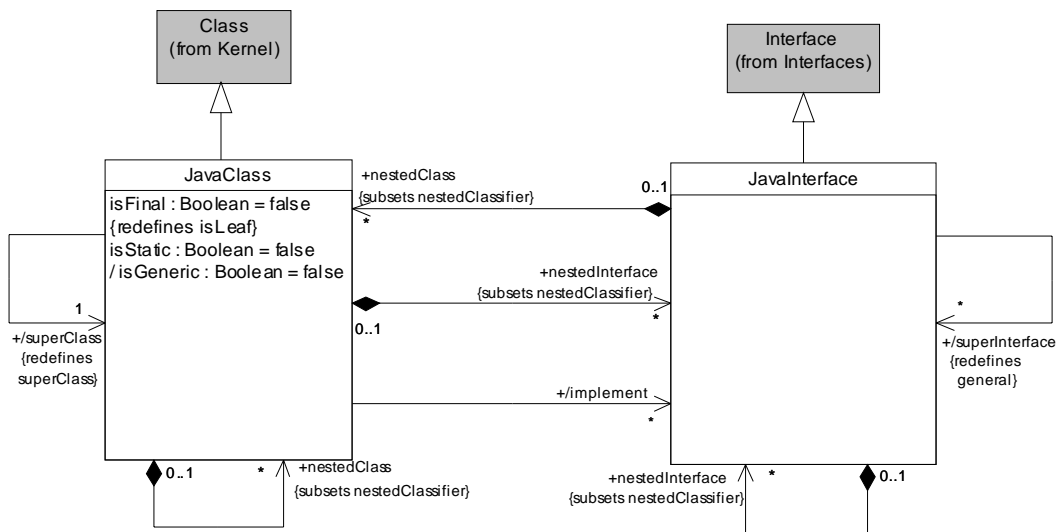 Class
(from Kernel)
Interface
(from Interfaces)
JavaClass
isFinal : Boolean = false
{redefines isLeaf}
isStatic : Boolean = false
/ isGeneric : Boolean = false
JavaInterface
+nestedClass
{subsets nestedClassifier}
*
0..1
+nestedInterface
{subsets nestedClassifier}
0..1
*
1
+/superClass
{redefines
superClass}
*
+/superInterface
{redefines
general}
+/implement
*
0..1
*
+nestedClass
{subsets nestedClassifier}
+nestedInterface
{subsets nestedClassifier}
*
0..1